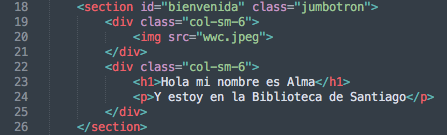 18 <section id="bienvenida" class="jumbotron">
19 <div class="col-sm-6">
20 <img src="wwc.jpeg">
21 </div>
22 <div class="col-sm-6">
23 <h1>Hola mi nombre es Alma</h1>
24 <p>Y estoy en la Biblioteca de Santiago</p>
25 </div>
26 </section>